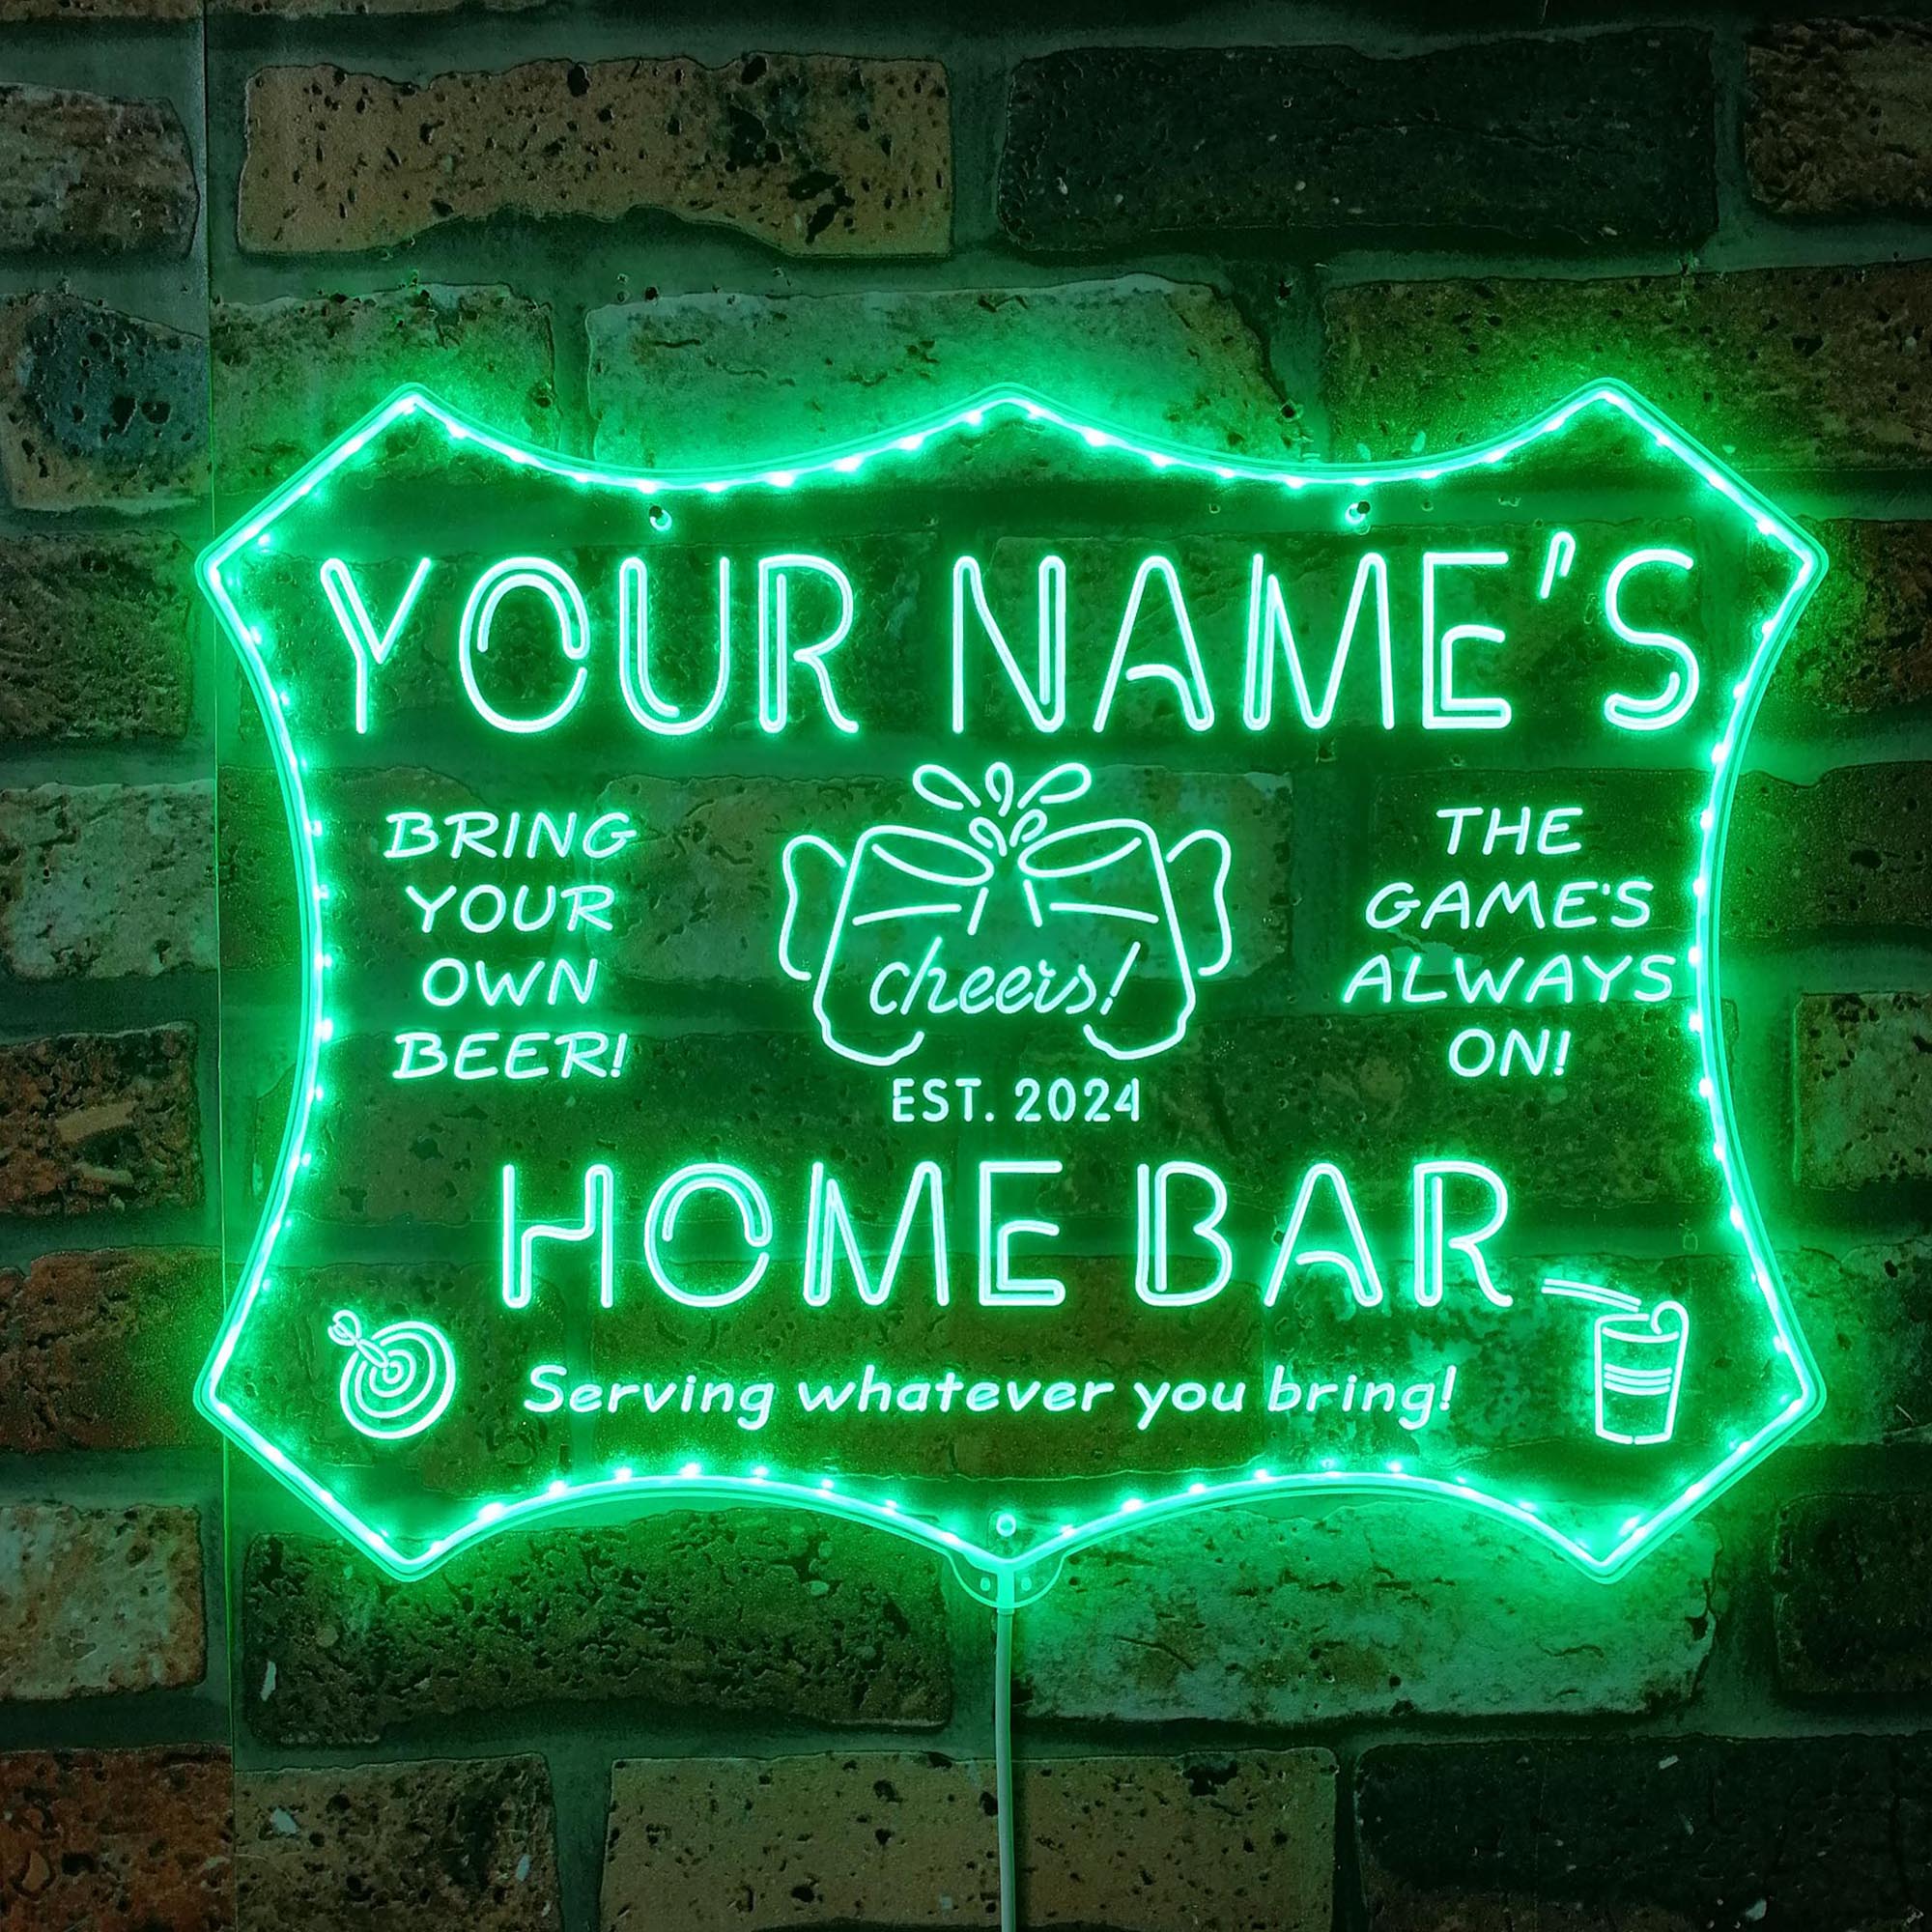 YOUR NAME'S
BRING
YOUR
OWN
BEER!
cheers!
EST. 2024
THE
GAME'S
ALWAYS
ON!
HOME BAR
Serving whatever you bring!